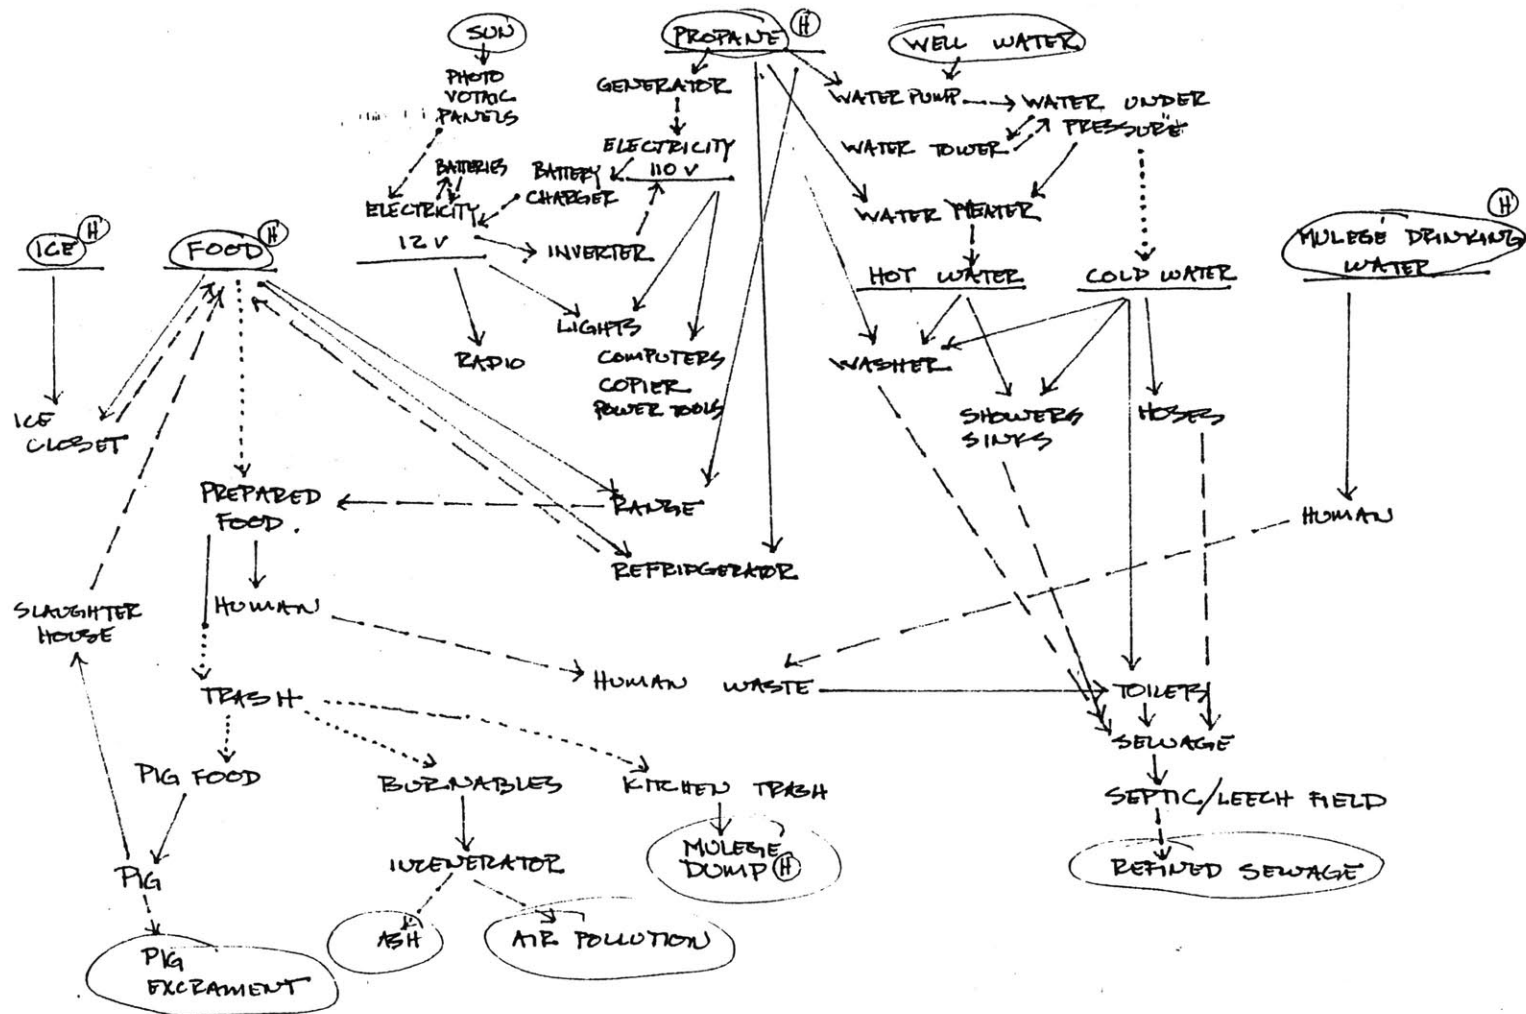 SUN
PROPANE
H
WELL WATER
PHOTO
VOTAIC
PANELS
GENERATOR
WATER PUMP
WATER UNDER
PRESSURE
ELECTRICITY
110 V
WATER TOWER
BATTERIES
BATTERY
CHARGER
ELECTRICITY
12 V
INVERTER
WATER HEATER
H
MULEGÉ DRINKING
WATER
ICE
H
FOOD
H
HOT WATER
COLD WATER
LIGHTS
RADIO
COMPUTERS
COPIER
POWER TOOLS
WASHER
ICE
CLOSET
SHOWERS
SINKS
HOSES
PREPARED
FOOD.
RANGE
HUMAN
REFRIDGERATOR
SLAUGHTER
HOUSE
HUMAN
HUMAN WASTE
TOILETS
TRASH
SEWAGE
PIG FOOD
BURNABLES
KITCHEN TRASH
SEPTIC/LEECH FIELD
PIG
INCENERATOR
MULEGE
DUMP H
REFINED SEWAGE
ASH
AIR POLLUTION
PIG
EXCRAMENT